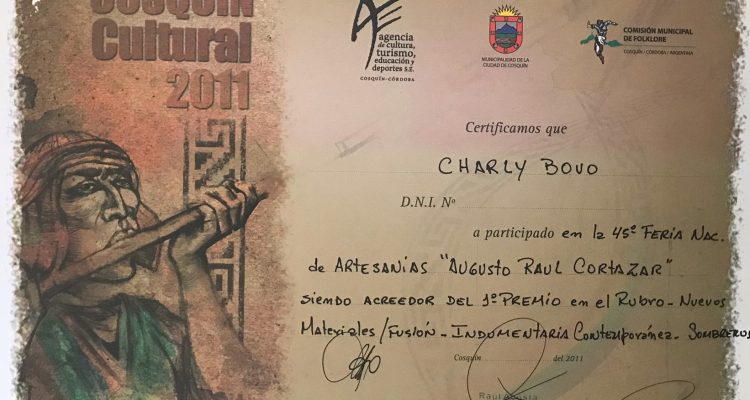 COSQUÍN
Cultural
2011
agencia
de cultura,
turismo,
educación y
deportes S.E.
COSQUÍN-CÓRDOBA
MUNICIPALIDAD DE LA
CIUDAD DE COSQUÍN
COMISIÓN MUNICIPAL
DE FOLKLORE
COSQUÍN / CÓRDOBA / ARGENTINA
Certificamos que
CHARLY BOVO
D.N.I. Nº
a participado en la 45º FERIA NAC.
de ARTESANÍAS "AUGUSTO RAUL CORTAZAR"
siendo ACREEDOR DEL 1º PREMIO en el Rubro - Nuevos
Materiales / FUSIÓN - INDUMENTARIA Contemporánea - SOMBREROS
Cosquín del 2011